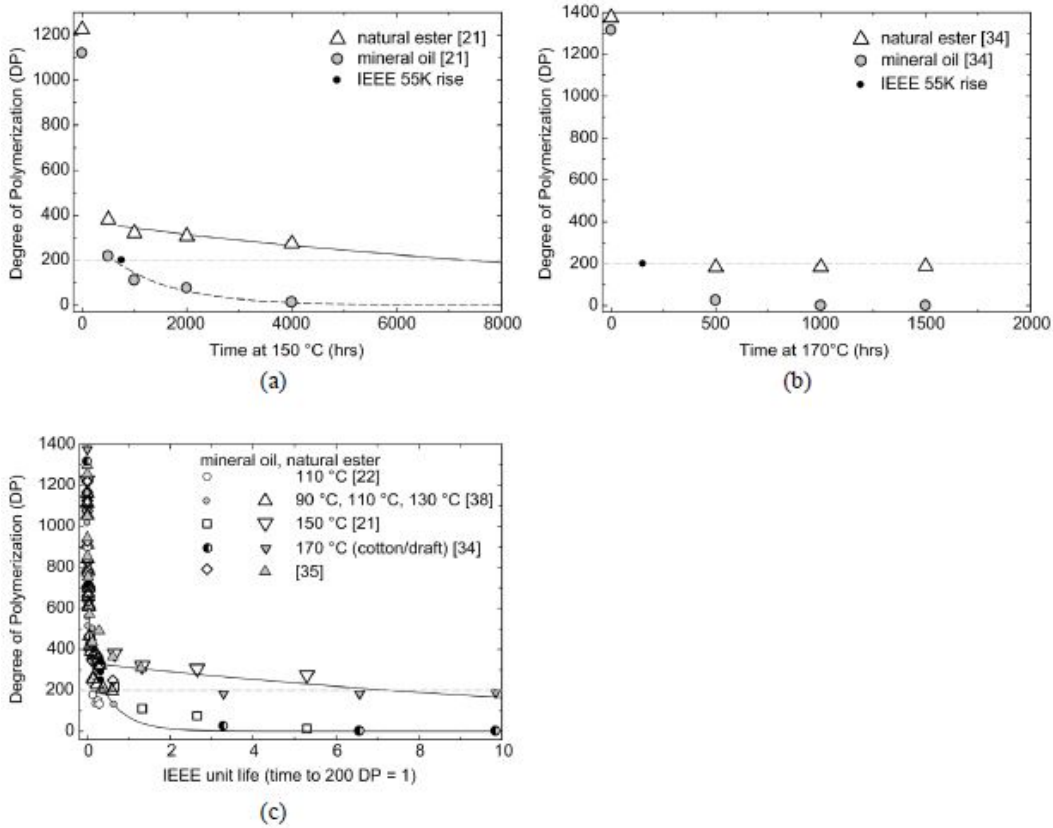 1200
1000
800
600
400
200
0
Degree of Polymerization (DP)
natural ester [21]
mineral oil [21]
IEEE 55K rise
0 2000 4000 6000 8000
Time at 150 °C (hrs)
(a)
1400
1200
1000
800
600
400
200
0
Degree of Polymerization (DP)
natural ester [34]
mineral oil [34]
IEEE 55K rise
0 500 1000 1500 2000
Time at 170°C (hrs)
(b)
1400
1200
1000
800
600
400
200
0
Degree of Polymerization (DP)
mineral oil, natural ester
110 °C [22]
90 °C, 110 °C, 130 °C [38]
150 °C [21]
170 °C (cotton/draft) [34]
[35]
0 2 4 6 8 10
IEEE unit life (time to 200 DP = 1)
(c)